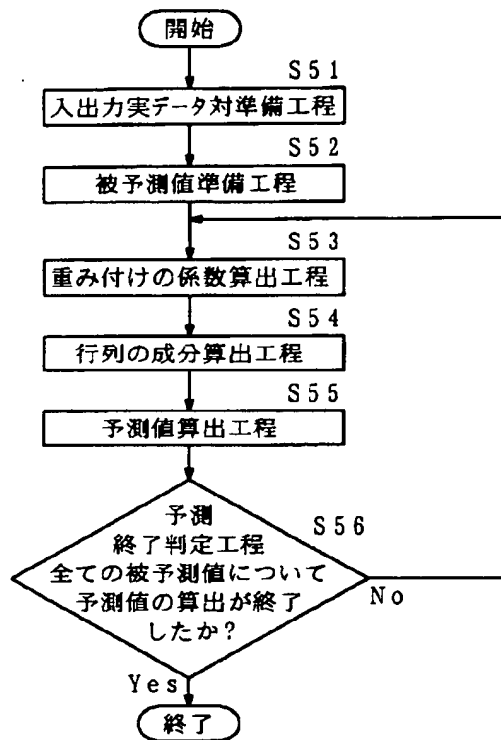 開始
S51
入出力実データ対準備工程
S52
被予測値準備工程
S53
重み付けの係数算出工程
S54
行列の成分算出工程
S55
予測値算出工程
S56
予測
終了判定工程
全ての被予測値について
予測値の算出が終了
したか?
No
Yes
終了